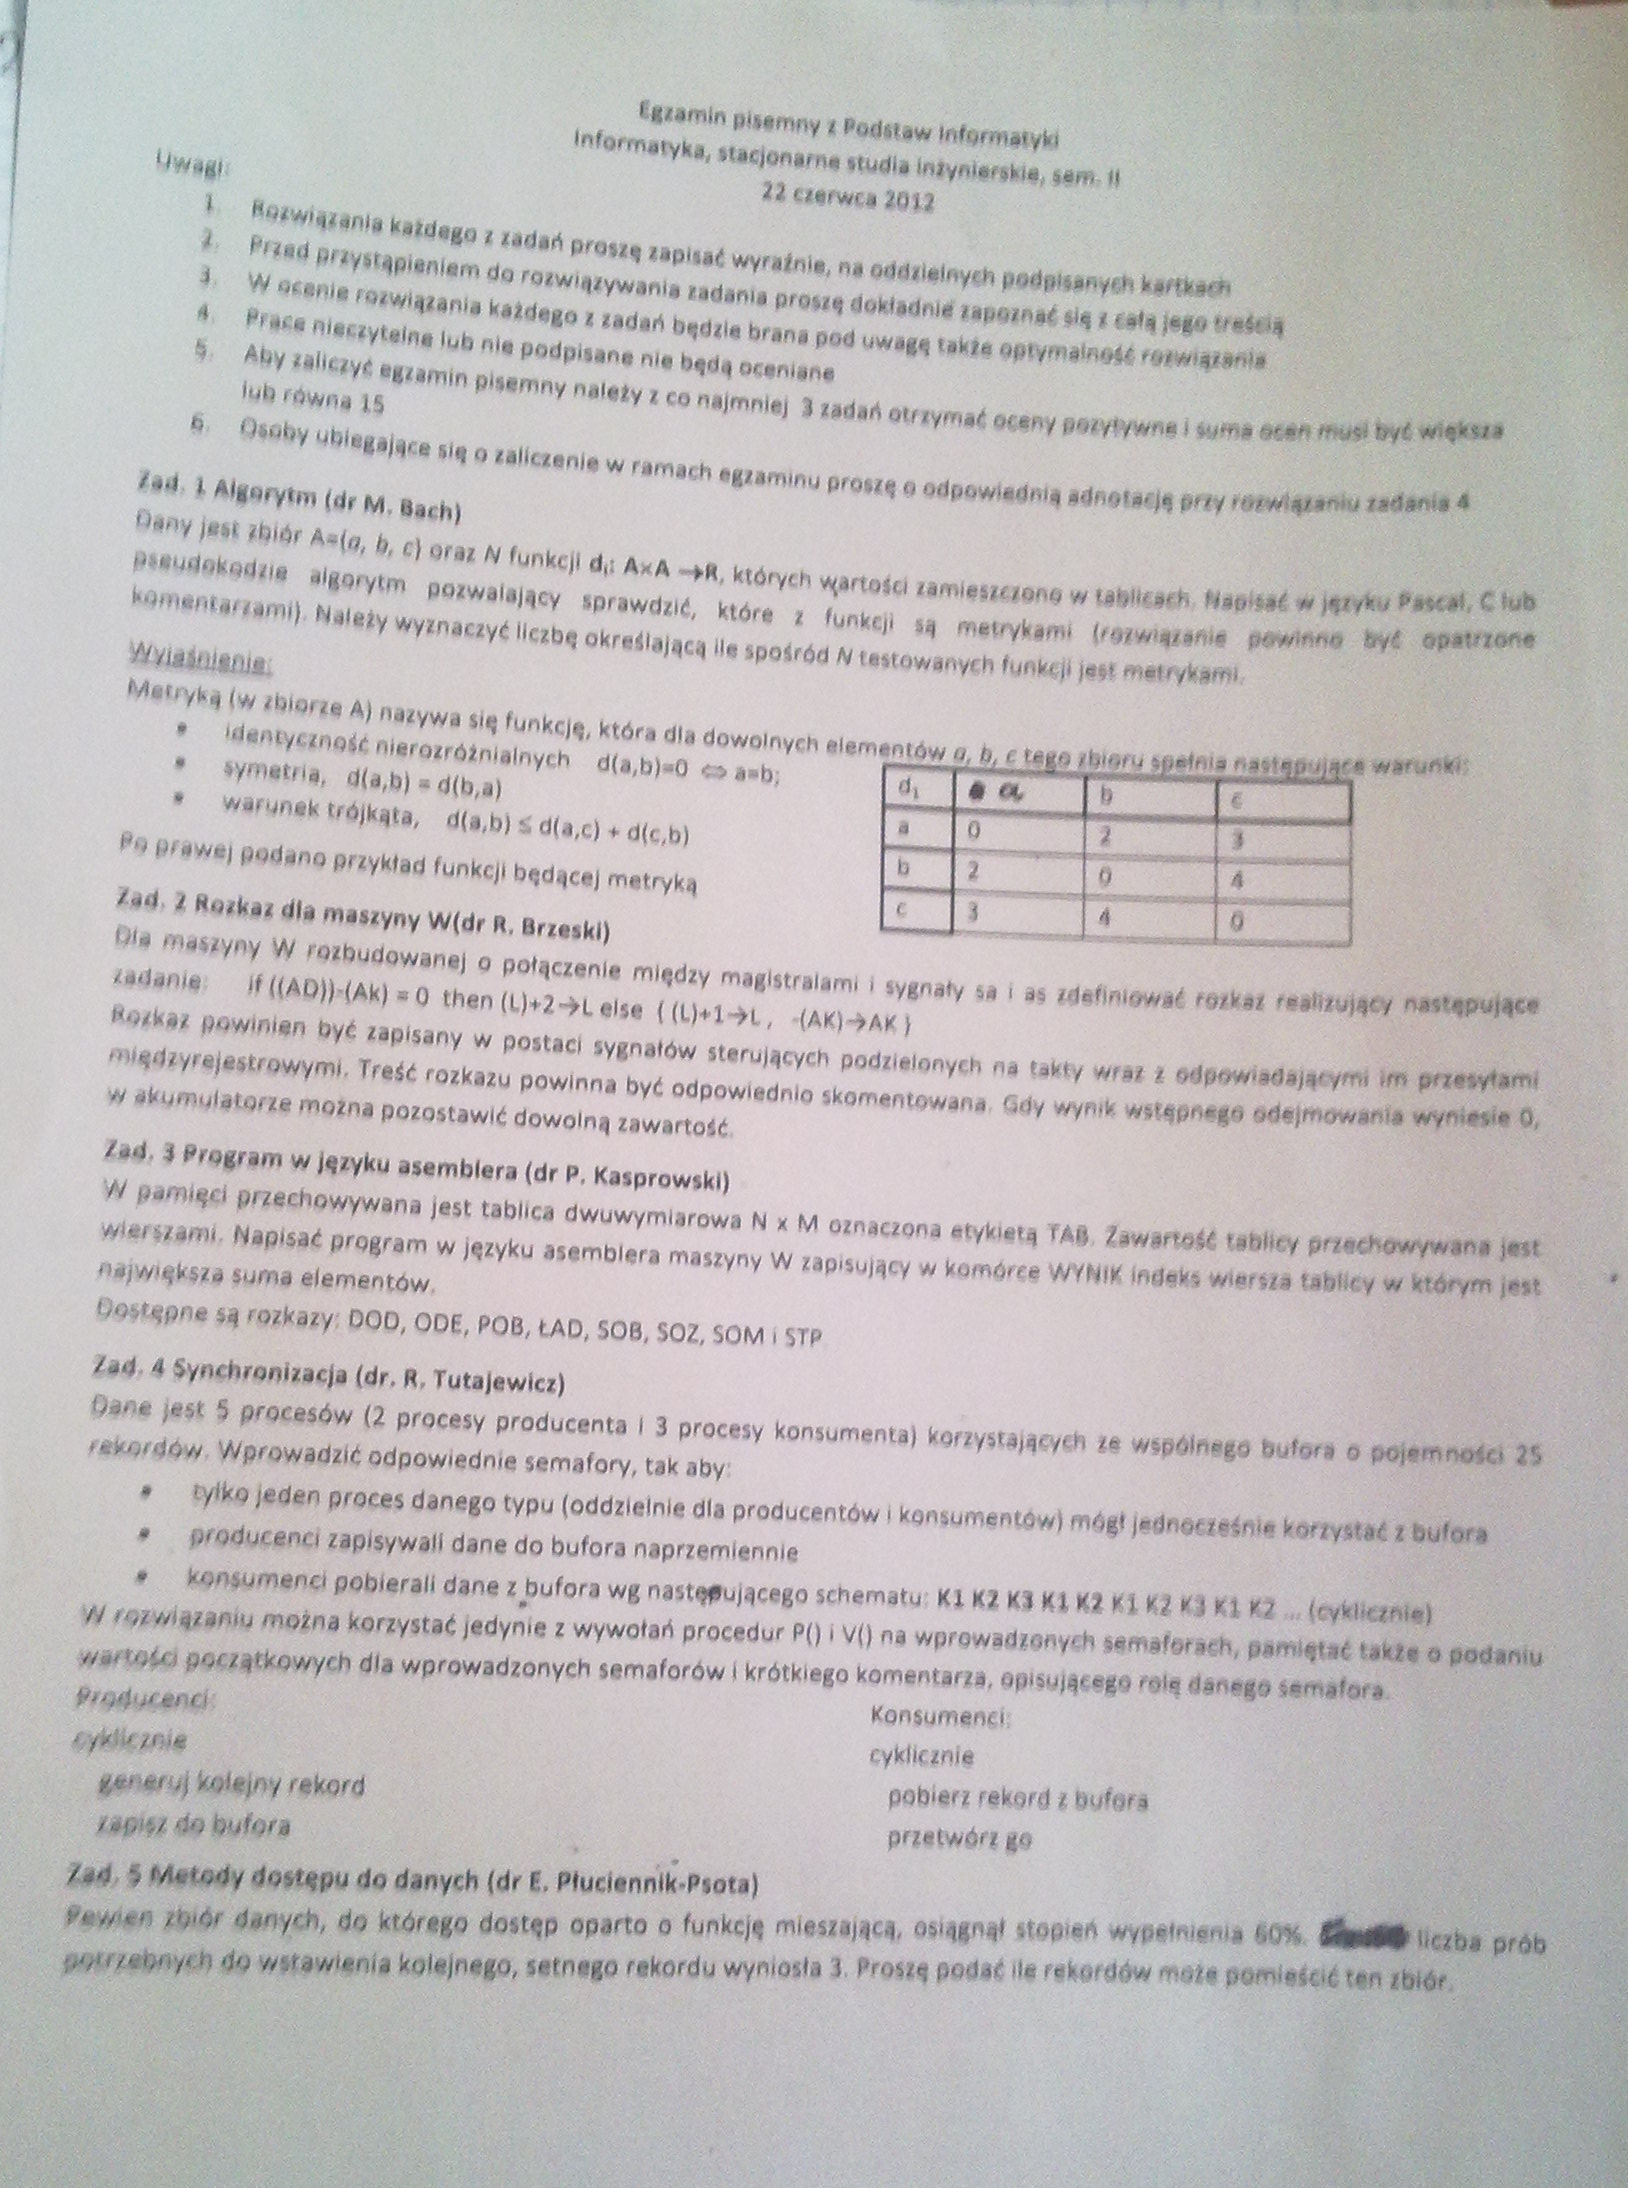 Egzamin pisemny z Podstaw Informatyki
Informatyka, stacjonarne studia inżynierskie, sem. II
22 czerwca 2012
Uwagi:
1. Rozwiązania każdego z zadań proszę zapisać wyraźnie, na oddzielnych podpisanych kartkach
2. Przed przystąpieniem do rozwiązywania zadania proszę dokładnie zapoznać się z całą jego treścią
3. W ocenie rozwiązania każdego z zadań będzie brana pod uwagę także optymalność rozwiązania
4. Prace nieczytelne lub nie podpisane nie będą oceniane
5. Aby zaliczyć egzamin pisemny należy z co najmniej 3 zadań otrzymać oceny pozytywne i suma ocen musi być większa
lub równa 15
6. Osoby ubiegające się o zaliczenie w ramach egzaminu proszę o odpowiednią adnotację przy rozwiązaniu zadania 4
Zad. 1 Algorytm (dr M. Bach)
Dany jest zbiór A={a, b, c} oraz N funkcji di: AxA →R, których wartości zamieszczono w tablicach. Napisać w języku Pascal, C lub
pseudokodzie algorytm pozwalający sprawdzić, które z funkcji są metrykami (rozwiązanie powinno być opatrzone
komentarzami). Należy wyznaczyć liczbę określającą ile spośród N testowanych funkcji jest metrykami.
Wyjaśnienie:
Metryką (w zbiorze A) nazywa się funkcję, która dla dowolnych elementów a, b, c tego zbioru spełnia następujące warunki:
• identyczność nierozróżnialnych d(a,b)=0 ⇔ a=b;
• symetria, d(a,b) = d(b,a)
• warunek trójkąta, d(a,b) ≤ d(a,c) + d(c,b)
Po prawej podano przykład funkcji będącej metryką
d1 a b c
a 0 2 3
b 2 0 4
c 3 4 0
Zad. 2 Rozkaz dla maszyny W(dr R. Brzeski)
Dla maszyny W rozbudowanej o połączenie między magistralami i sygnały sa i as zdefiniować rozkaz realizujący następujące
zadanie: if ((AD))-(Ak) = 0 then (L)+2→L else { (L)+1→L, -(AK)→AK }
Rozkaz powinien być zapisany w postaci sygnałów sterujących podzielonych na takty wraz z odpowiadającymi im przesyłami
międzyrejestrowymi. Treść rozkazu powinna być odpowiednio skomentowana. Gdy wynik wstępnego odejmowania wyniesie 0,
w akumulatorze można pozostawić dowolną zawartość.
Zad. 3 Program w języku asemblera (dr P. Kasprowski)
W pamięci przechowywana jest tablica dwuwymiarowa N x M oznaczona etykietą TAB. Zawartość tablicy przechowywana jest
wierszami. Napisać program w języku asemblera maszyny W zapisujący w komórce WYNIK indeks wiersza tablicy w którym jest
największa suma elementów.
Dostępne są rozkazy: DOD, ODE, POB, ŁAD, SOB, SOZ, SOM i STP
Zad. 4 Synchronizacja (dr. R. Tutajewicz)
Dane jest 5 procesów (2 procesy producenta i 3 procesy konsumenta) korzystających ze wspólnego bufora o pojemności 25
rekordów. Wprowadzić odpowiednie semafory, tak aby:
• tylko jeden proces danego typu (oddzielnie dla producentów i konsumentów) mógł jednocześnie korzystać z bufora
• producenci zapisywali dane do bufora naprzemiennie
• konsumenci pobierali dane z bufora wg następującego schematu: K1 K2 K3 K1 K2 K1 K2 K3 K1 K2 ... (cyklicznie)
W rozwiązaniu można korzystać jedynie z wywołań procedur P() i V() na wprowadzonych semaforach, pamiętać także o podaniu
wartości początkowych dla wprowadzonych semaforów i krótkiego komentarza, opisującego rolę danego semafora.
Producenci:
cyklicznie
generuj kolejny rekord
zapisz do bufora
Konsumenci:
cyklicznie
pobierz rekord z bufora
przetwórz go
Zad. 5 Metody dostępu do danych (dr E. Płuciennik-Psota)
Pewien zbiór danych, do którego dostęp oparto o funkcję mieszającą, osiągnął stopień wypełnienia 60%. liczba prób
potrzebnych do wstawienia kolejnego, setnego rekordu wyniosła 3. Proszę podać ile rekordów może pomieścić ten zbiór.